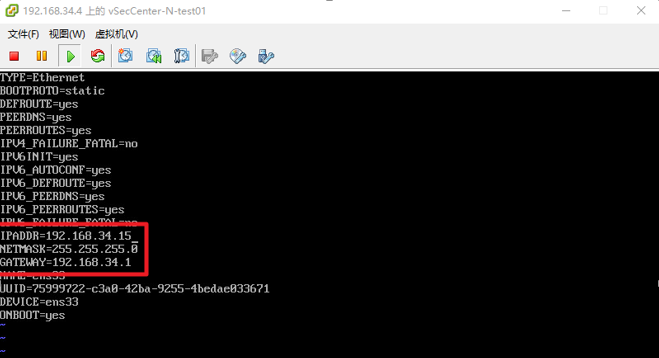 192.168.34.4 上的 vSecCenter-N-test01
文件(F) 视图(V) 虚拟机(V)
TYPE=Ethernet
BOOTPROTO=static
DEFROUTE=yes
PEERDNS=yes
PEERROUTES=yes
IPV4_FAILURE_FATAL=no
IPV6INIT=yes
IPV6_AUTOCONF=yes
IPV6_DEFROUTE=yes
IPV6_PEERDNS=yes
IPV6_PEERROUTES=yes
IPV6_FAILURE_FATAL=no
IPADDR=192.168.34.15
NETMASK=255.255.255.0
GATEWAY=192.168.34.1
NAME=ens33
UUID=75999722-c3a0-42ba-9255-4bedae033671
DEVICE=ens33
ONBOOT=yes
~
~
~